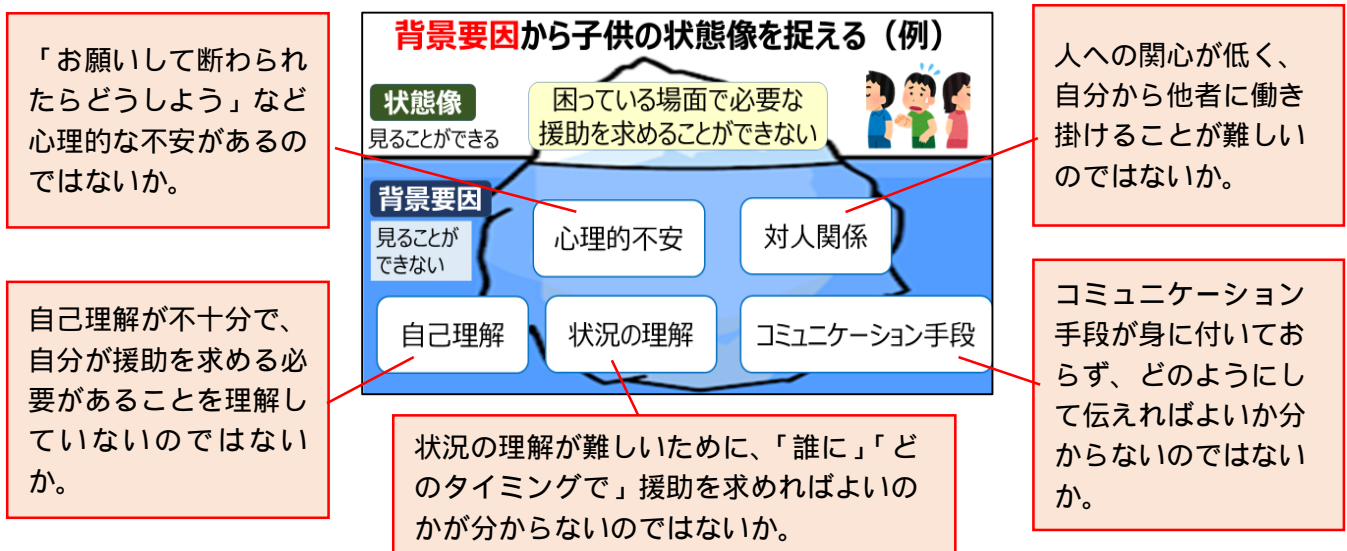 背景要因から子供の状態像を捉える（例）
状態像
見ることができる
困っている場面で必要な
援助を求めることができない
背景要因
見ることが
できない
心理的不安
対人関係
自己理解
状況の理解
コミュニケーション手段
「お願いして断わられ
たらどうしよう」など
心理的な不安があるの
ではないか。
人への関心が低く、
自分から他者に働き
掛けることが難しい
のではないか。
自己理解が不十分で、
自分が援助を求める必
要があることを理解し
ていないのではない
か。
状況の理解が難しいために、「誰に」「ど
のタイミングで」援助を求めればよいの
かが分からないのではないか。
コミュニケーション
手段が身に付いてお
らず、どのようにし
て伝えればよいか分
からないのではない
か。